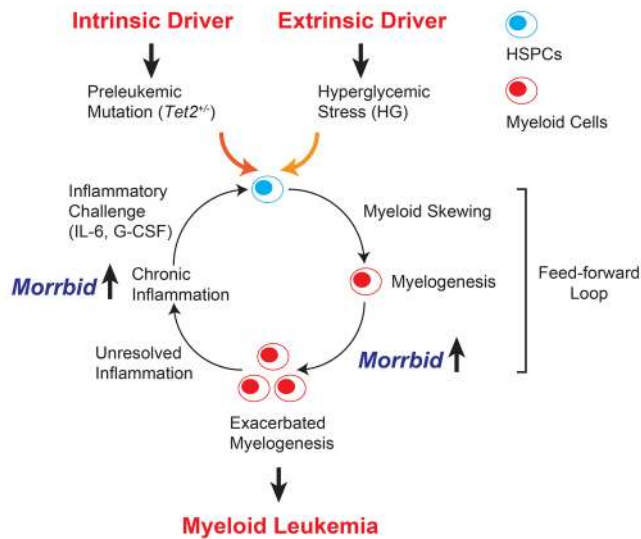 Intrinsic Driver
Extrinsic Driver
HSPCs
Myeloid Cells
Preleukemic
Mutation (Tet2+/-)
Hyperglycemic
Stress (HG)
Inflammatory
Challenge
(IL-6, G-CSF)
Myeloid Skewing
Morrbid
Chronic
Inflammation
Myelogenesis
Feed-forward
Loop
Unresolved
Inflammation
Morrbid
Exacerbated
Myelogenesis
Myeloid Leukemia